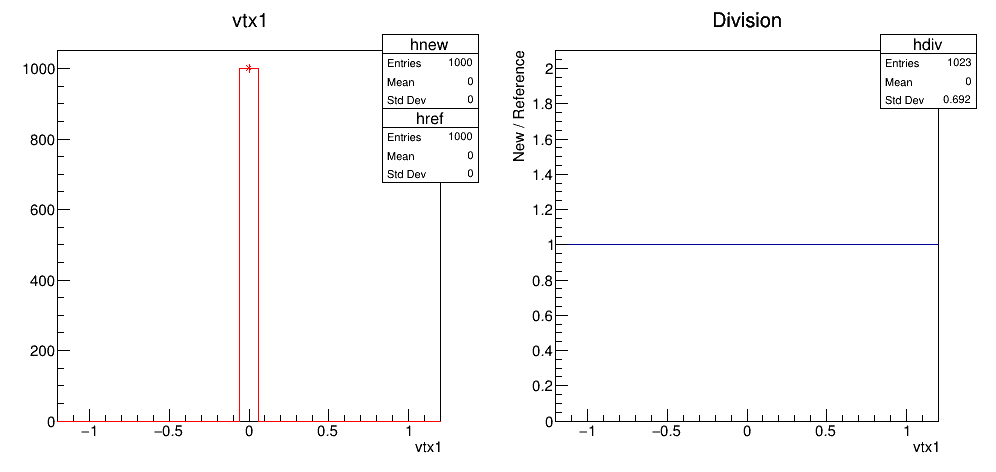 vtx1
hnew
Entries 1000
Mean 0
Std Dev 0
href
Entries 1000
Mean 0
Std Dev 0
1000
800
600
400
200
0
−1 −0.5 0 0.5 1
vtx1
Division
hdiv
Entries 1023
Mean 0
Std Dev 0.692
New / Reference
2
1.8
1.6
1.4
1.2
1
0.8
0.6
0.4
0.2
0
−1 −0.5 0 0.5 1
vtx1